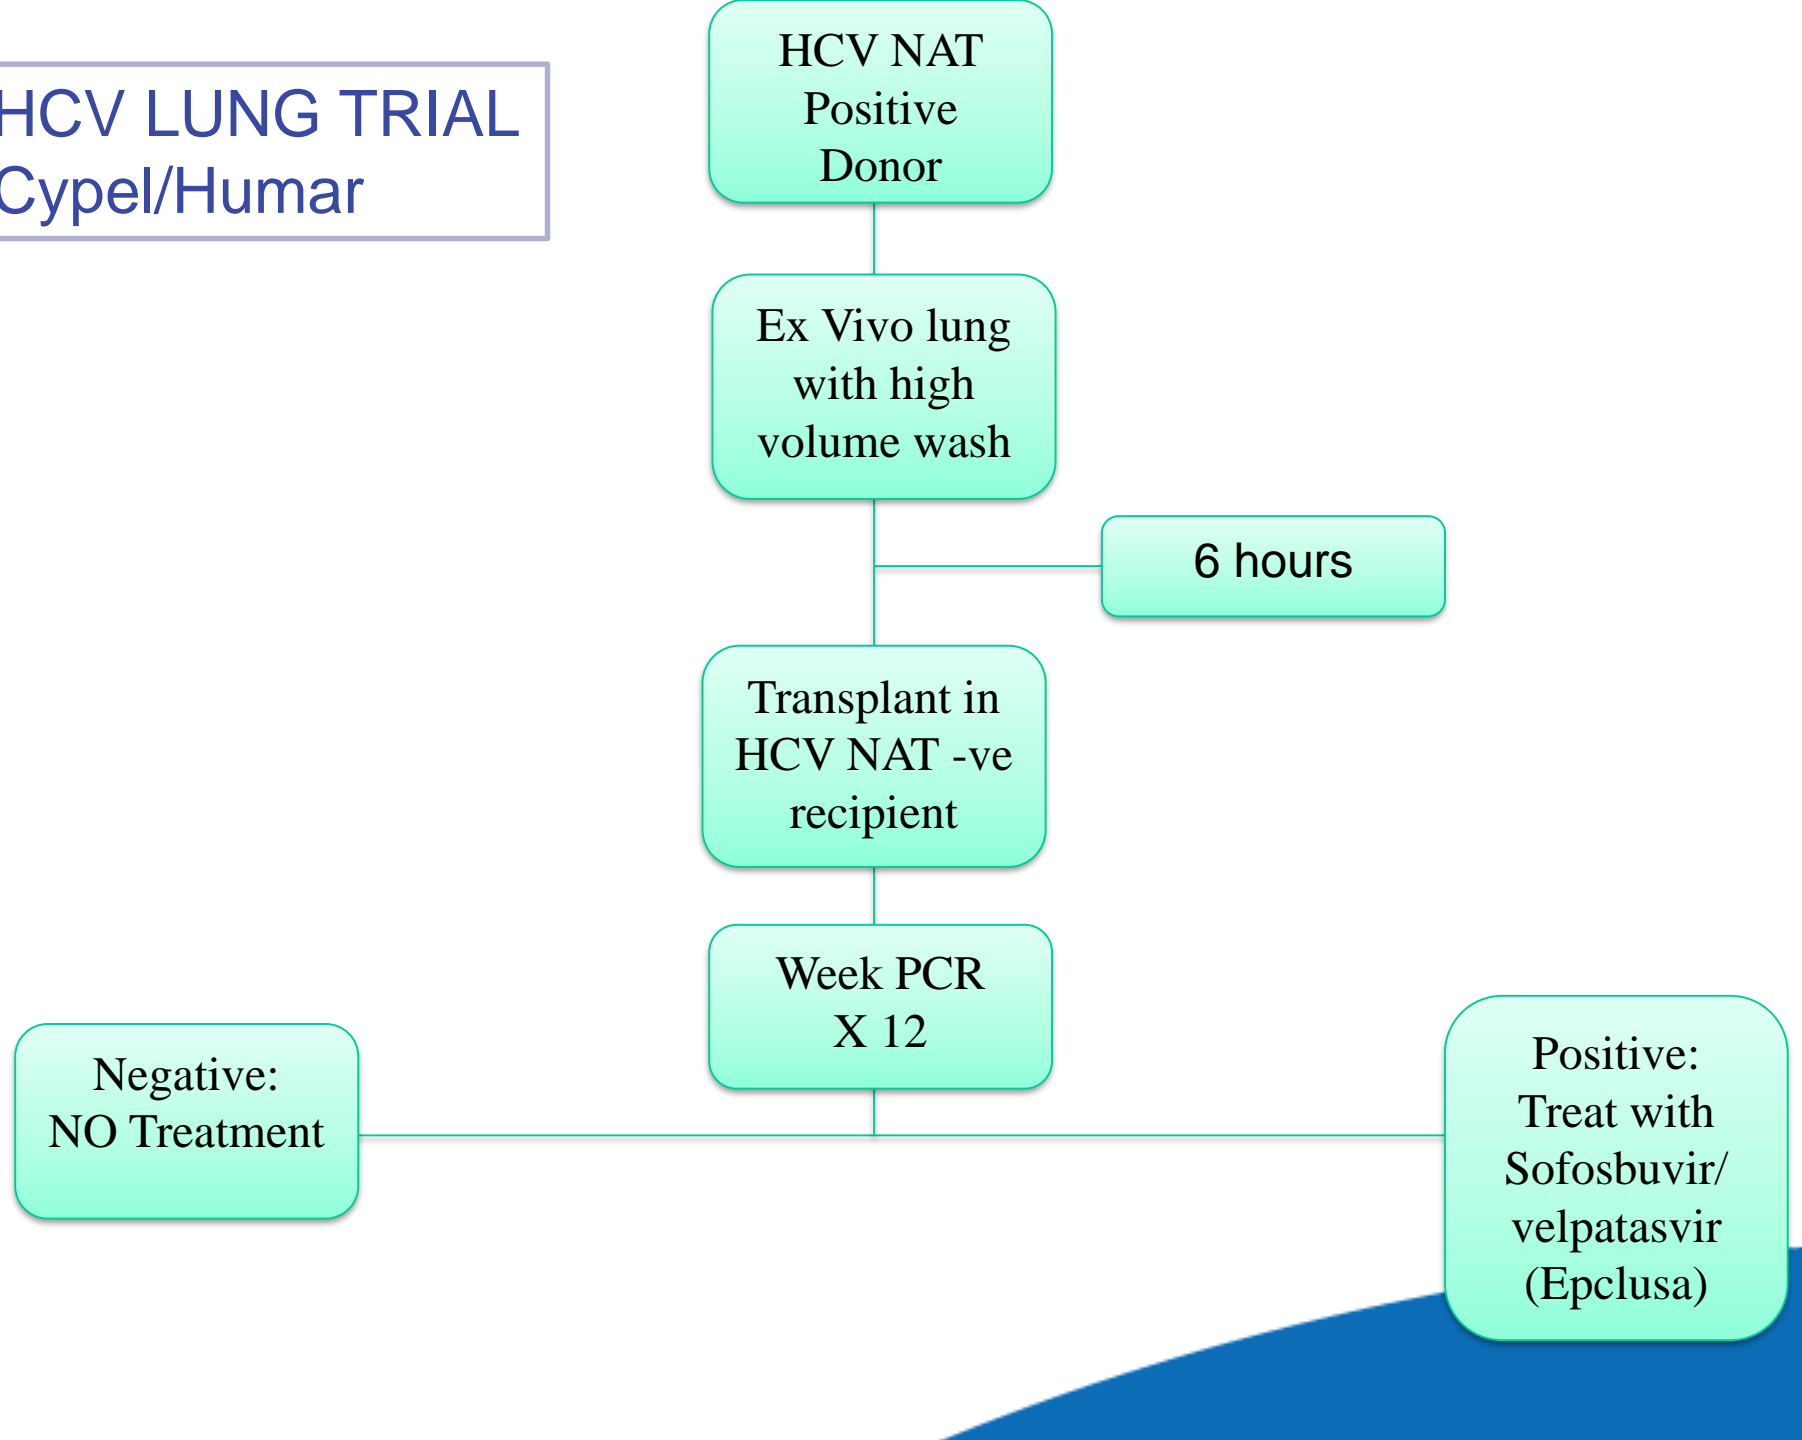 HCV LUNG TRIAL
Cypel/Humar
HCV NAT
Positive
Donor
Ex Vivo lung
with high
volume wash
6 hours
Transplant in
HCV NAT -ve
recipient
Week PCR
X 12
Negative:
NO Treatment
Positive:
Treat with
Sofosbuvir/
velpatasvir
(Epclusa)